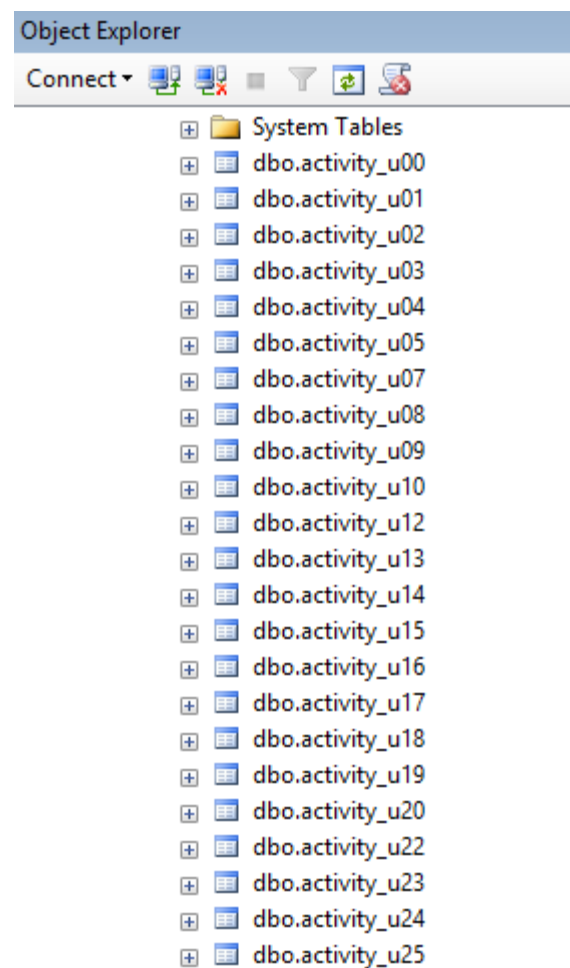 Object Explorer
Connect
System Tables
dbo.activity_u00
dbo.activity_u01
dbo.activity_u02
dbo.activity_u03
dbo.activity_u04
dbo.activity_u05
dbo.activity_u07
dbo.activity_u08
dbo.activity_u09
dbo.activity_u10
dbo.activity_u12
dbo.activity_u13
dbo.activity_u14
dbo.activity_u15
dbo.activity_u16
dbo.activity_u17
dbo.activity_u18
dbo.activity_u19
dbo.activity_u20
dbo.activity_u22
dbo.activity_u23
dbo.activity_u24
dbo.activity_u25